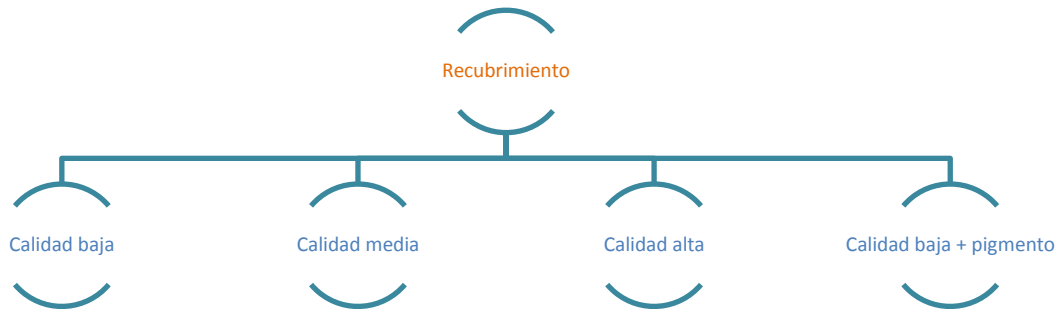 Recubrimiento
Calidad baja
Calidad media
Calidad alta
Calidad baja + pigmento